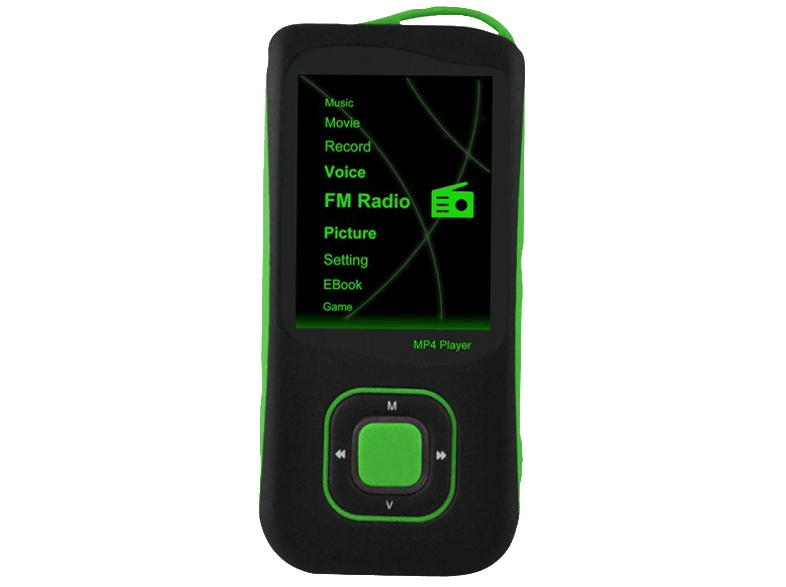 Music
Movie
Record
Voice
FM Radio
Picture
Setting
EBook
Game
MP4 Player
M
V